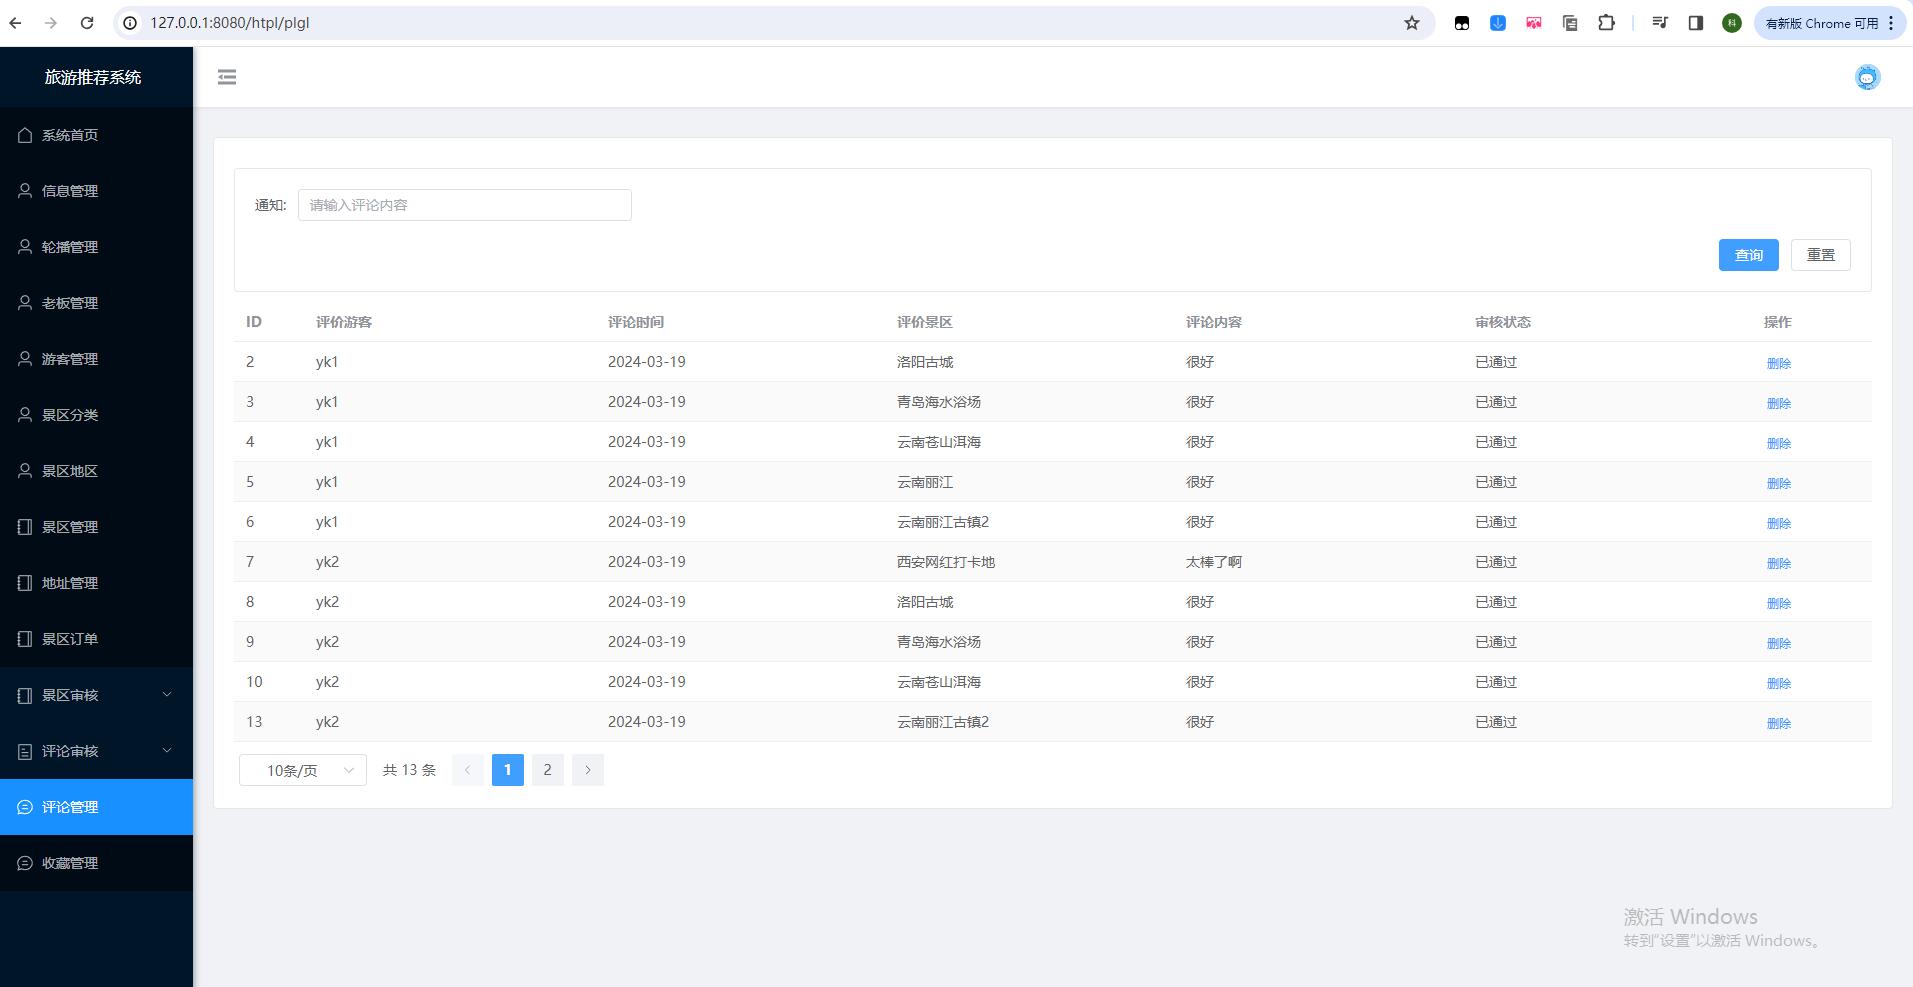 127.0.0.1:8080/htpl/plgl
有新版 Chrome 可用
科
旅游推荐系统
系统首页
信息管理
轮播管理
老板管理
游客管理
景区分类
景区地区
景区管理
地址管理
景区订单
景区审核
评论审核
评论管理
收藏管理
通知: 请输入评论内容
查询 重置
ID 评价游客 评论时间 评价景区 评论内容 审核状态 操作
2 yk1 2024-03-19 洛阳古城 很好 已通过 删除
3 yk1 2024-03-19 青岛海水浴场 很好 已通过 删除
4 yk1 2024-03-19 云南苍山洱海 很好 已通过 删除
5 yk1 2024-03-19 云南丽江 很好 已通过 删除
6 yk1 2024-03-19 云南丽江古镇2 很好 已通过 删除
7 yk2 2024-03-19 西安网红打卡地 太棒了啊 已通过 删除
8 yk2 2024-03-19 洛阳古城 很好 已通过 删除
9 yk2 2024-03-19 青岛海水浴场 很好 已通过 删除
10 yk2 2024-03-19 云南苍山洱海 很好 已通过 删除
13 yk2 2024-03-19 云南丽江古镇2 很好 已通过 删除
10条/页 共 13 条 1 2
激活 Windows
转到"设置"以激活 Windows。